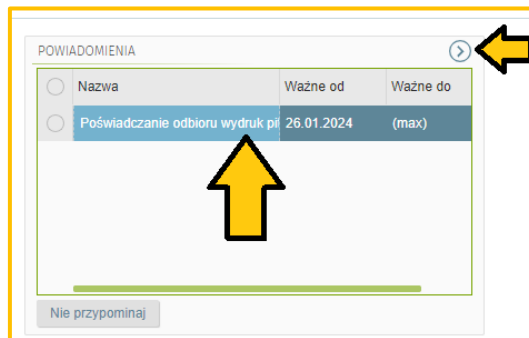 POWIADOMIENIA
Nazwa Ważne od Ważne do
Poświadczanie odbioru wydruk 26.01.2024 (max)
Nie przypominaj